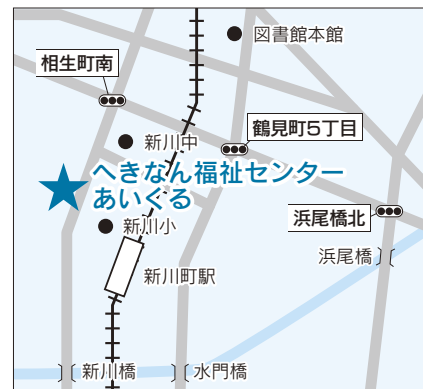 図書館本館
相生町南
鶴見町5丁目
新川中
へきなん福祉センター
あいくる
浜尾橋北
新川小
浜尾橋
新川町駅
新川橋
水門橋